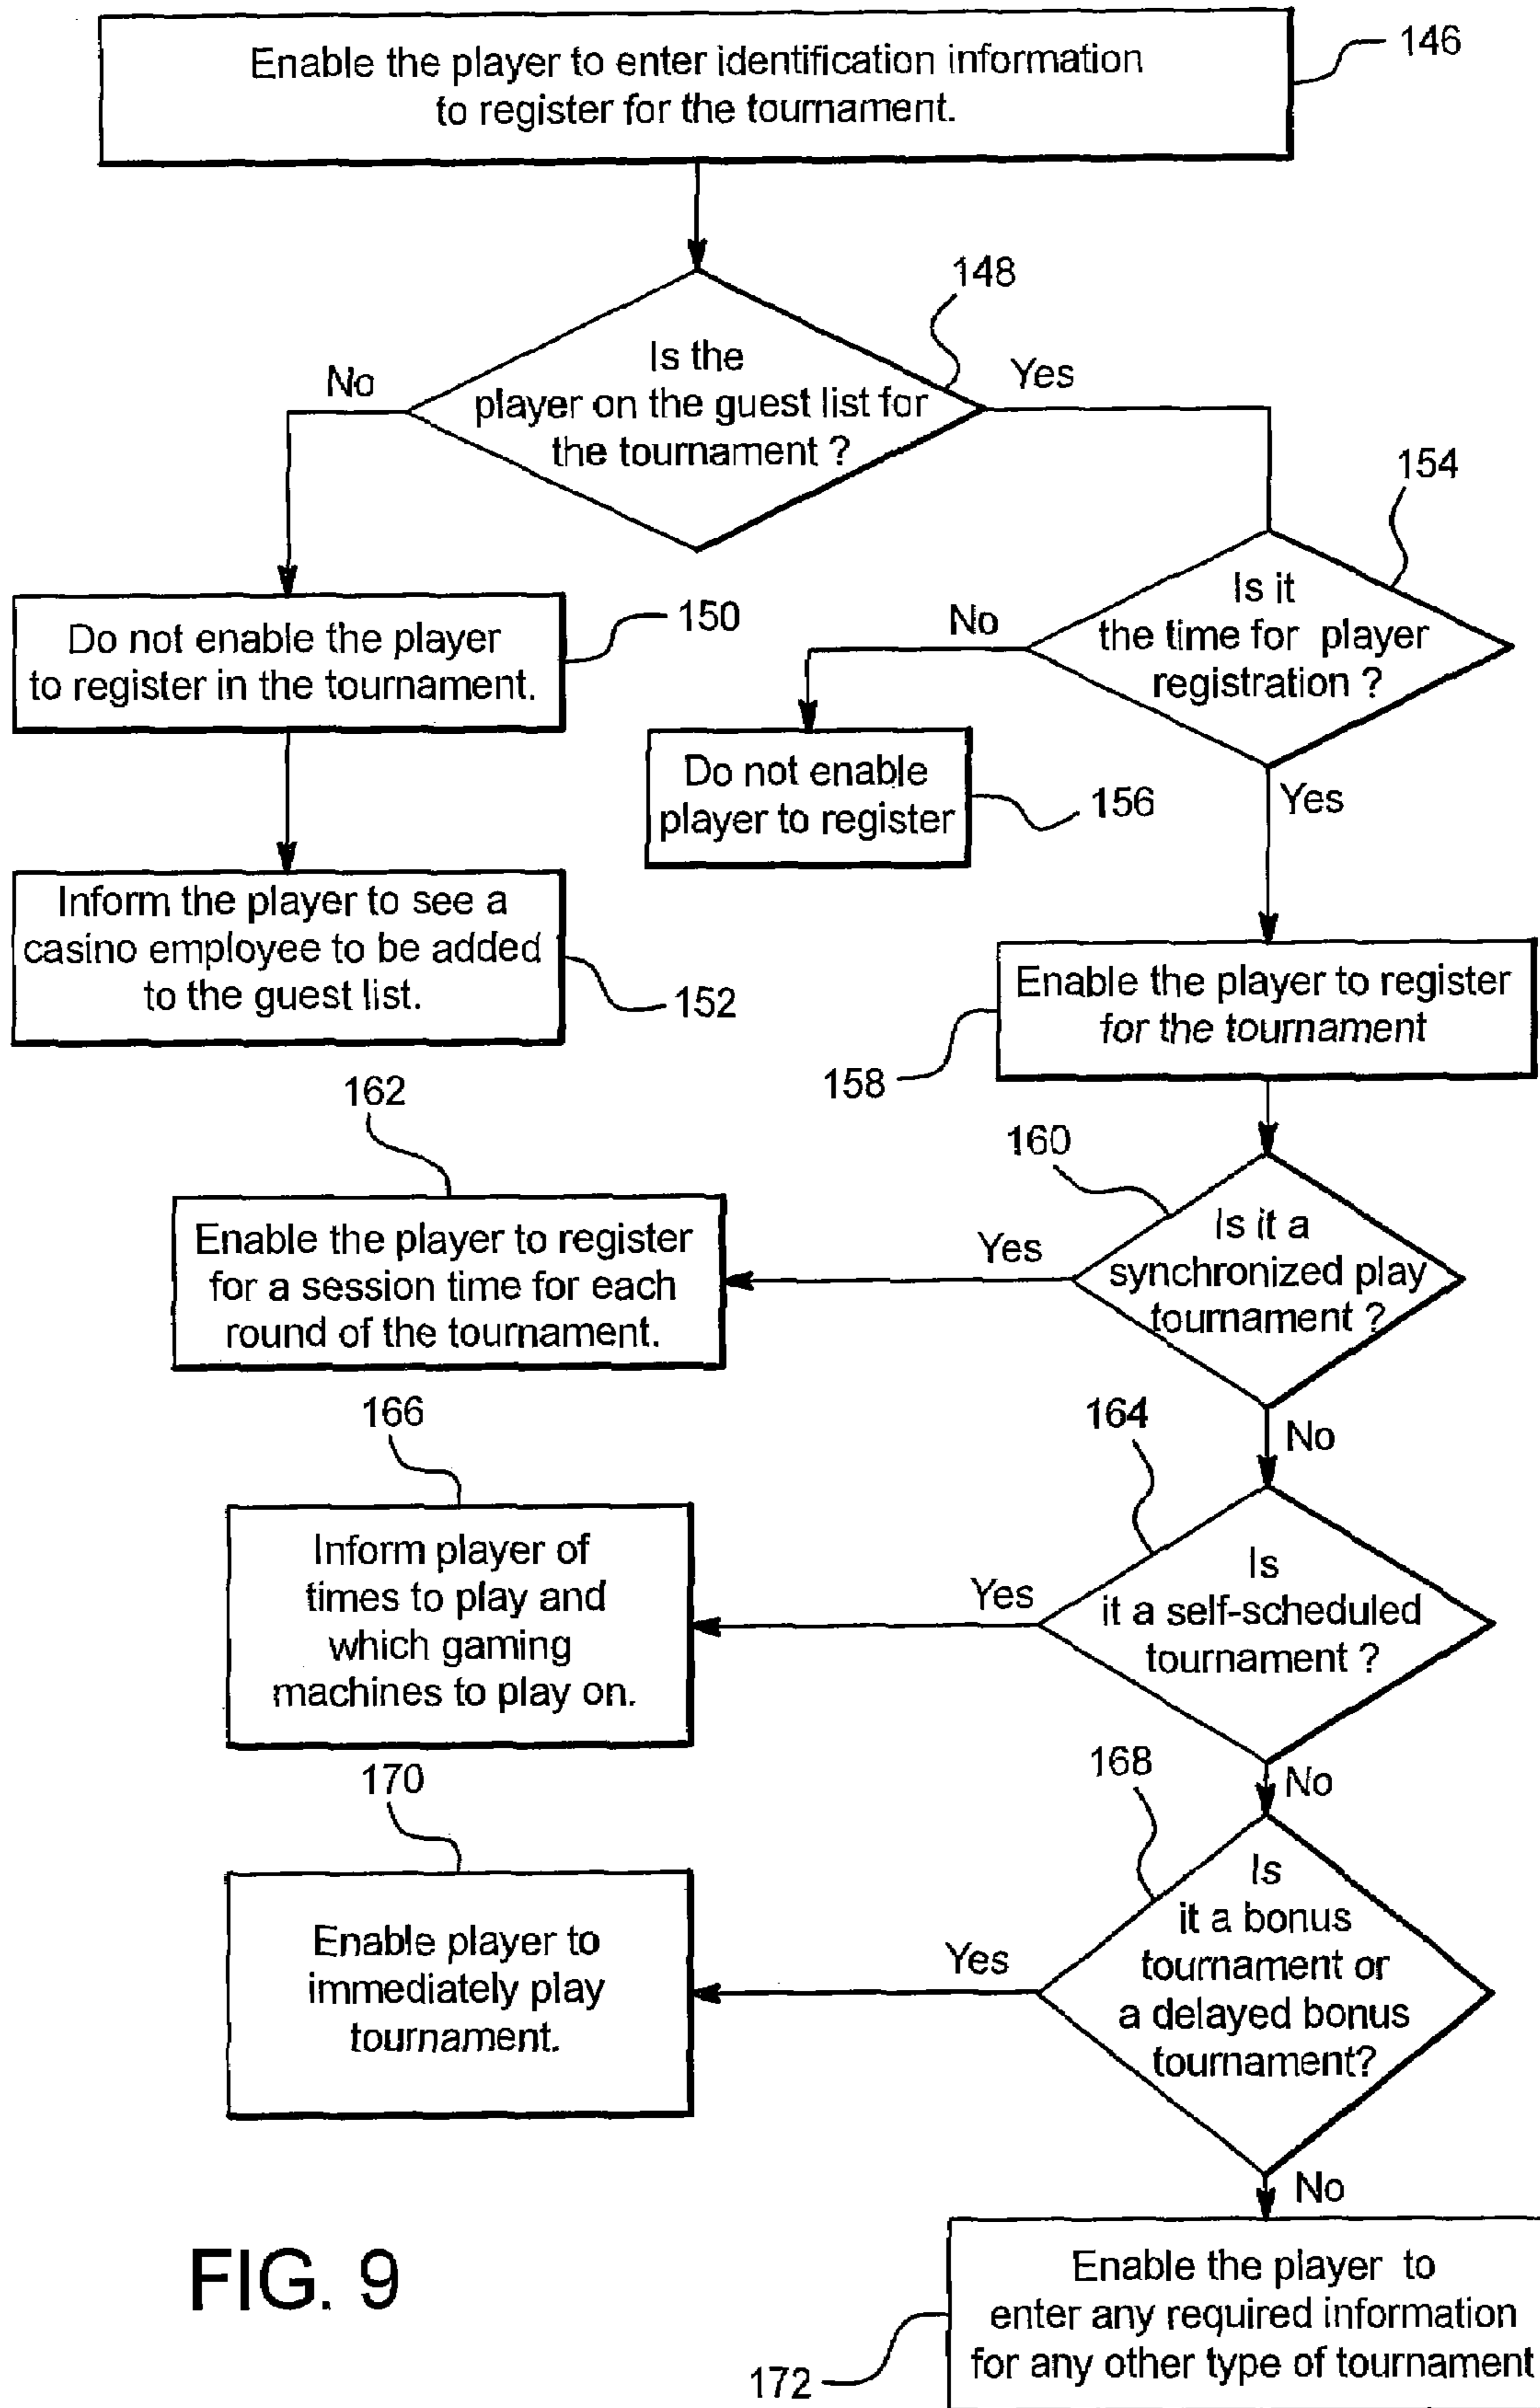 Enable the player to enter identification information
to register for the tournament.
146
148
Is the
player on the guest list for
the tournament ?
No
Yes
154
Is it
the time for player
registration ?
No
Yes
Do not enable the player
to register in the tournament.
150
Do not enable
player to register
156
Inform the player to see a
casino employee to be added
to the guest list.
152
Enable the player to register
for the tournament
158
160
Is it a
synchronized play
tournament ?
Yes
No
162
Enable the player to register
for a session time for each
round of the tournament.
164
Is
it a self-scheduled
tournament ?
Yes
No
166
Inform player of
times to play and
which gaming
machines to play on.
168
Is
it a bonus
tournament or
a delayed bonus
tournament?
Yes
No
170
Enable player to
immediately play
tournament.
Enable the player to
enter any required information
for any other type of tournament
172
FIG. 9